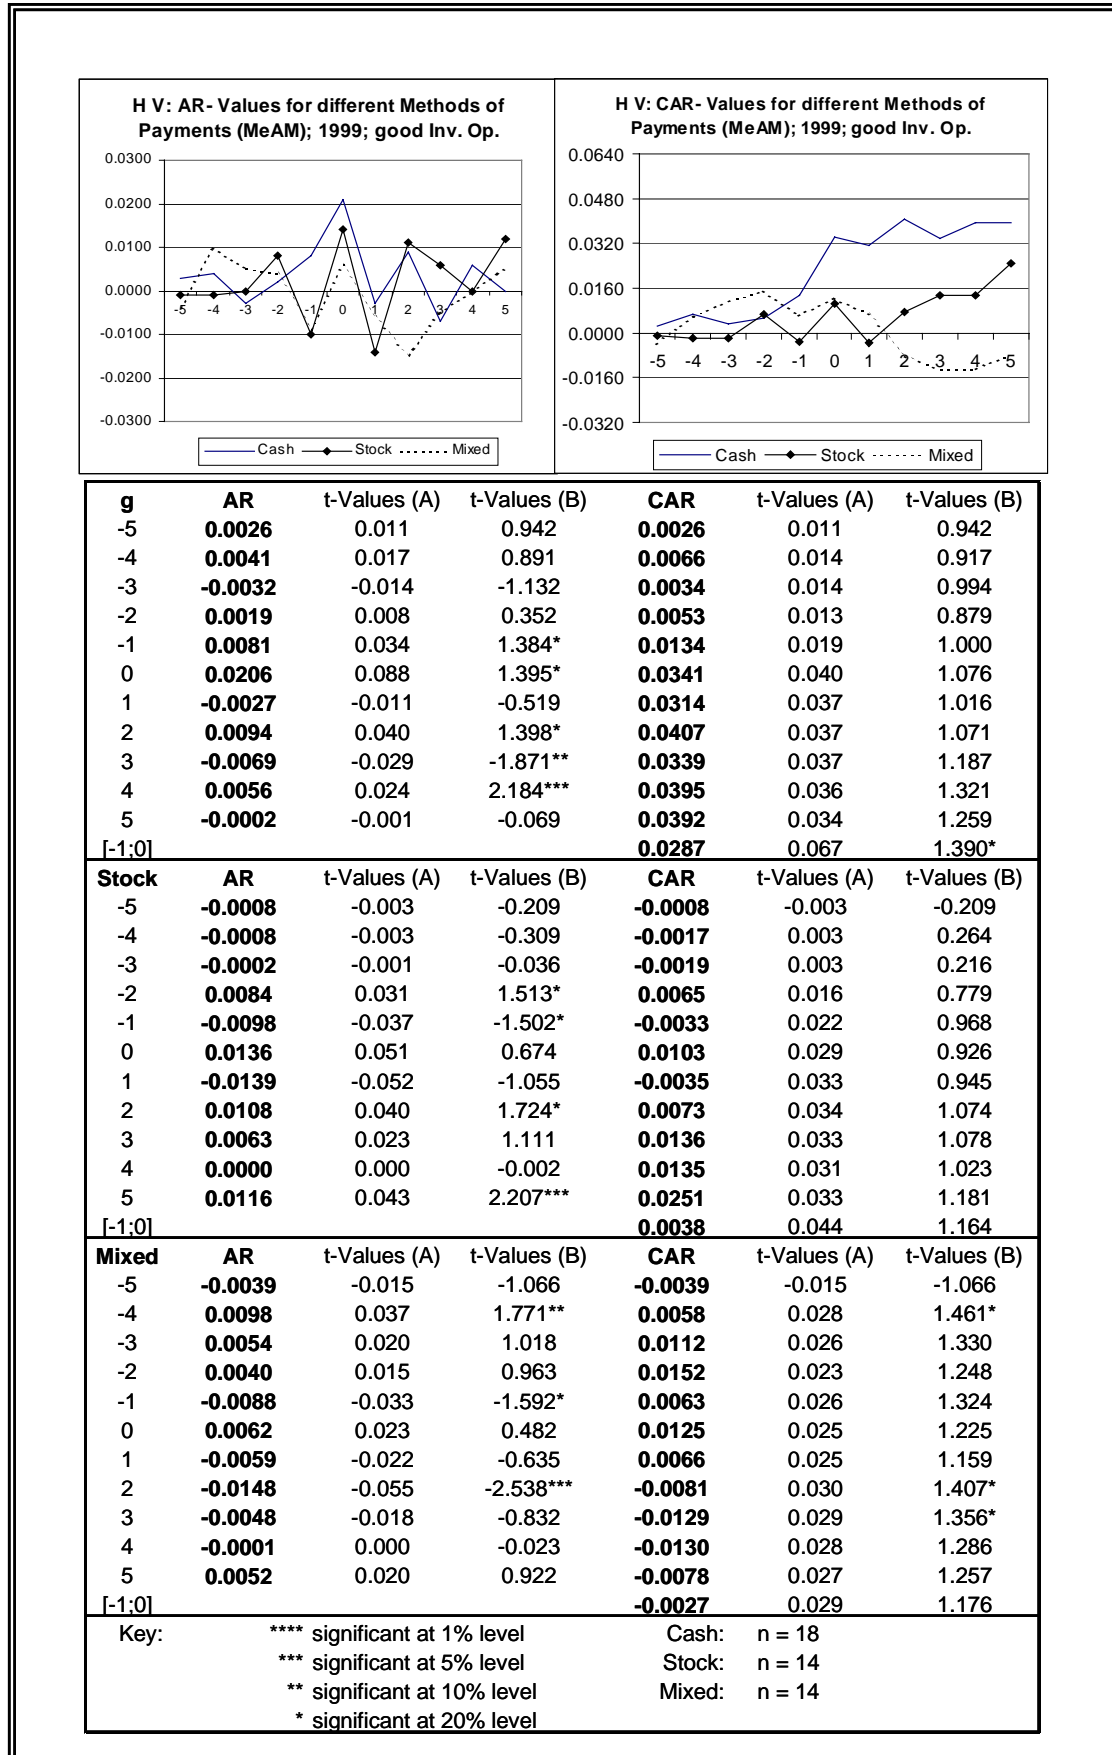 H V: AR- Values for different Methods of
Payments (MeAM); 1999; good Inv. Op.
0.0300
0.0200
0.0100
0.0000
-0.0100
-0.0200
-0.0300
-5 -4 -3 -2 -1 0 1 2 3 4 5
Cash Stock Mixed
H V: CAR- Values for different Methods of
Payments (MeAM); 1999; good Inv. Op.
0.0640
0.0480
0.0320
0.0160
0.0000
-0.0160
-0.0320
-5 -4 -3 -2 -1 0 1 2 3 4 5
Cash Stock Mixed
g AR t-Values (A) t-Values (B) CAR t-Values (A) t-Values (B)
-5 0.0026 0.011 0.942 0.0026 0.011 0.942
-4 0.0041 0.017 0.891 0.0066 0.014 0.917
-3 -0.0032 -0.014 -1.132 0.0034 0.014 0.994
-2 0.0019 0.008 0.352 0.0053 0.013 0.879
-1 0.0081 0.034 1.384* 0.0134 0.019 1.000
0 0.0206 0.088 1.395* 0.0341 0.040 1.076
1 -0.0027 -0.011 -0.519 0.0314 0.037 1.016
2 0.0094 0.040 1.398* 0.0407 0.037 1.071
3 -0.0069 -0.029 -1.871** 0.0339 0.037 1.187
4 0.0056 0.024 2.184*** 0.0395 0.036 1.321
5 -0.0002 -0.001 -0.069 0.0392 0.034 1.259
[-1;0] 0.0287 0.067 1.390*
Stock AR t-Values (A) t-Values (B) CAR t-Values (A) t-Values (B)
-5 -0.0008 -0.003 -0.209 -0.0008 -0.003 -0.209
-4 -0.0008 -0.003 -0.309 -0.0017 0.003 0.264
-3 -0.0002 -0.001 -0.036 -0.0019 0.003 0.216
-2 0.0084 0.031 1.513* 0.0065 0.016 0.779
-1 -0.0098 -0.037 -1.502* -0.0033 0.022 0.968
0 0.0136 0.051 0.674 0.0103 0.029 0.926
1 -0.0139 -0.052 -1.055 -0.0035 0.033 0.945
2 0.0108 0.040 1.724* 0.0073 0.034 1.074
3 0.0063 0.023 1.111 0.0136 0.033 1.078
4 0.0000 0.000 -0.002 0.0135 0.031 1.023
5 0.0116 0.043 2.207*** 0.0251 0.033 1.181
[-1;0] 0.0038 0.044 1.164
Mixed AR t-Values (A) t-Values (B) CAR t-Values (A) t-Values (B)
-5 -0.0039 -0.015 -1.066 -0.0039 -0.015 -1.066
-4 0.0098 0.037 1.771** 0.0058 0.028 1.461*
-3 0.0054 0.020 1.018 0.0112 0.026 1.330
-2 0.0040 0.015 0.963 0.0152 0.023 1.248
-1 -0.0088 -0.033 -1.592* 0.0063 0.026 1.324
0 0.0062 0.023 0.482 0.0125 0.025 1.225
1 -0.0059 -0.022 -0.635 0.0066 0.025 1.159
2 -0.0148 -0.055 -2.538*** -0.0081 0.030 1.407*
3 -0.0048 -0.018 -0.832 -0.0129 0.029 1.356*
4 -0.0001 0.000 -0.023 -0.0130 0.028 1.286
5 0.0052 0.020 0.922 -0.0078 0.027 1.257
[-1;0] -0.0027 0.029 1.176
Key: **** significant at 1% level Cash: n = 18
*** significant at 5% level Stock: n = 14
** significant at 10% level Mixed: n = 14
* significant at 20% level